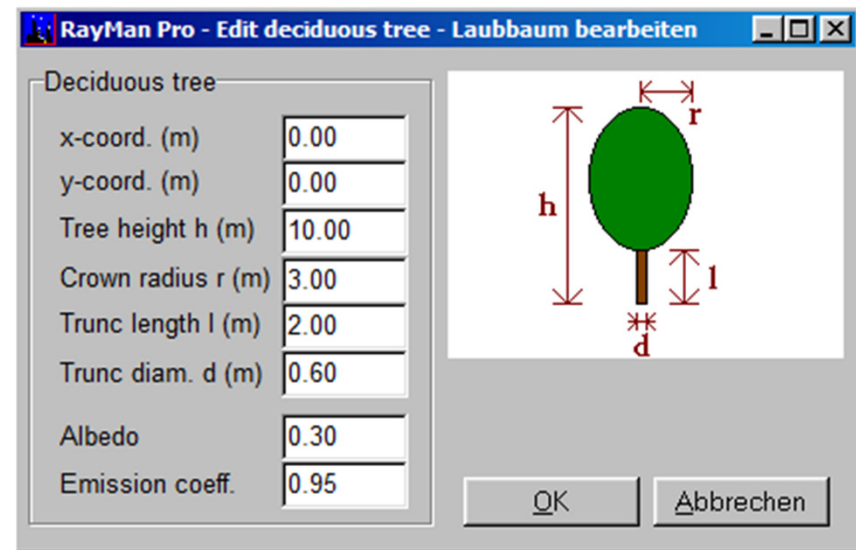 RayMan Pro - Edit deciduous tree - Laubbaum bearbeiten
Deciduous tree
x-coord. (m) 0.00
y-coord. (m) 0.00
Tree height h (m) 10.00
Crown radius r (m) 3.00
Trunc length l (m) 2.00
Trunc diam. d (m) 0.60
Albedo 0.30
Emission coeff. 0.95
r
h
l
d
OK Abbrechen